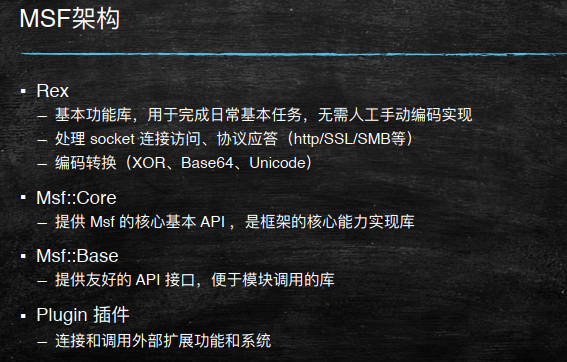 MSF架构
▪ Rex
– 基本功能库，用于完成日常基本任务，无需人工手动编码实现
– 处理 socket 连接访问、协议应答（http/SSL/SMB等）
– 编码转换（XOR、Base64、Unicode）
▪ Msf::Core
– 提供 Msf 的核心基本 API ，是框架的核心能力实现库
▪ Msf::Base
– 提供友好的 API 接口，便于模块调用的库
▪ Plugin 插件
– 连接和调用外部扩展功能和系统